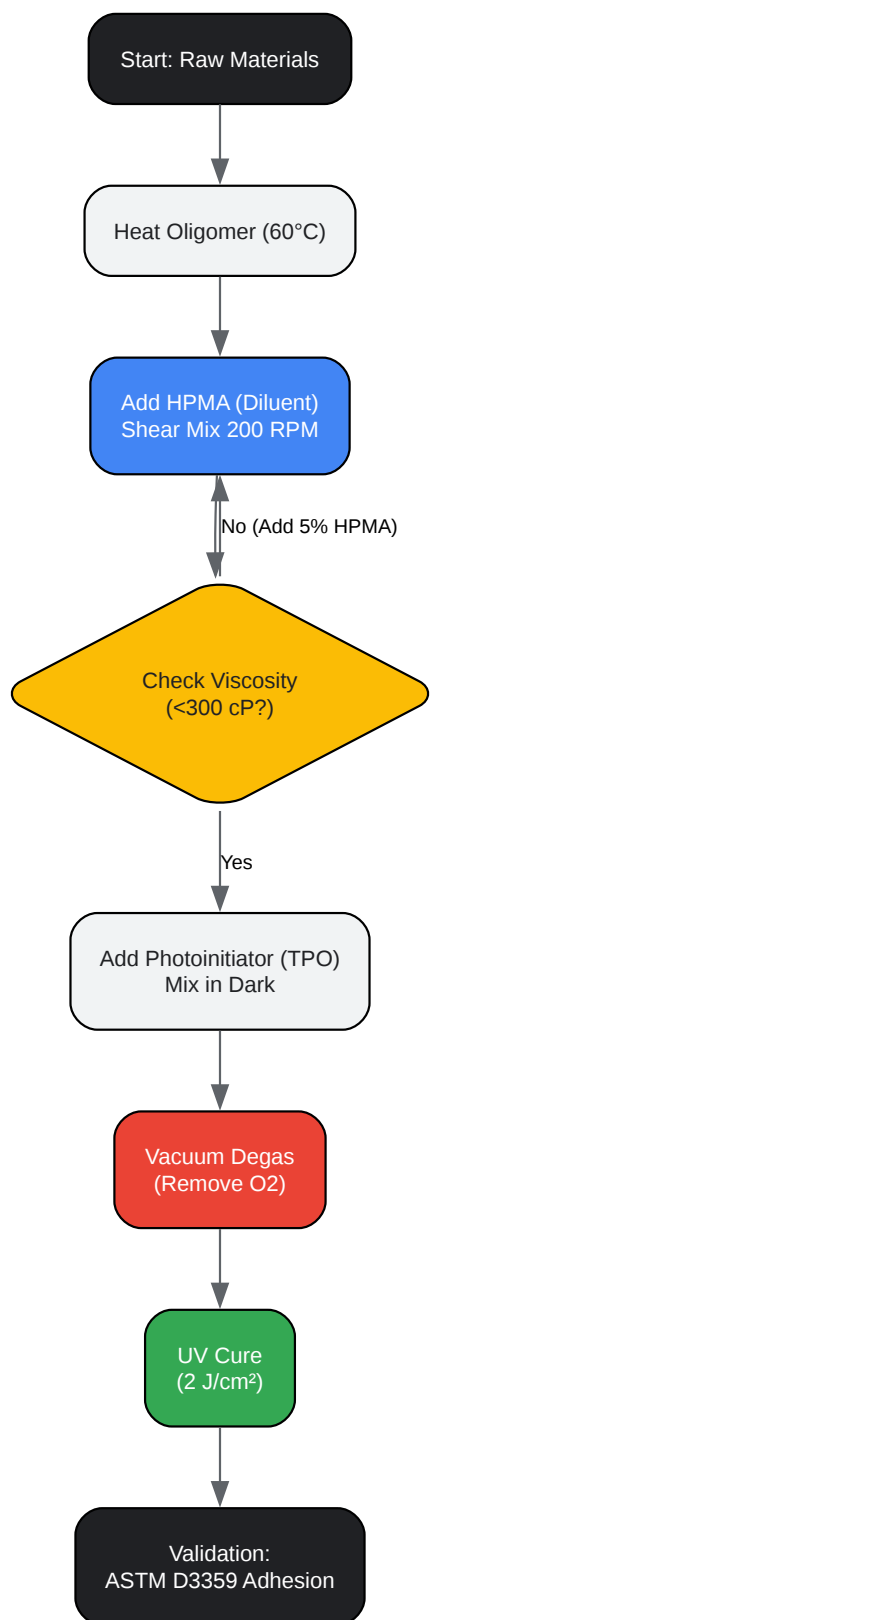 Start: Raw Materials
Heat Oligomer (60°C)
Add HPMA (Diluent)
Shear Mix 200 RPM
No (Add 5% HPMA)
Check Viscosity
(<300 cP?)
Yes
Add Photoinitiator (TPO)
Mix in Dark
Vacuum Degas
(Remove O2)
UV Cure
(2 J/cm²)
Validation:
ASTM D3359 Adhesion